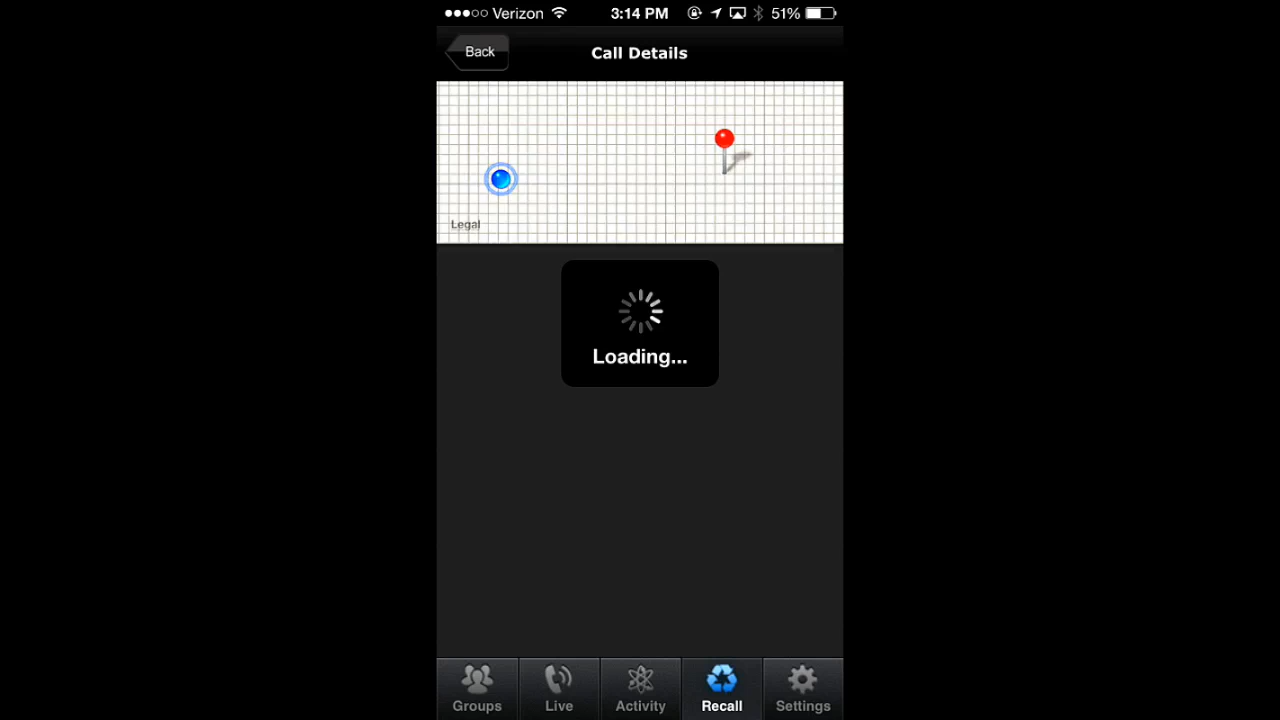 Verizon 3:14 PM 51%
Back Call Details
Legal
Loading...
Groups Live Activity Recall Settings